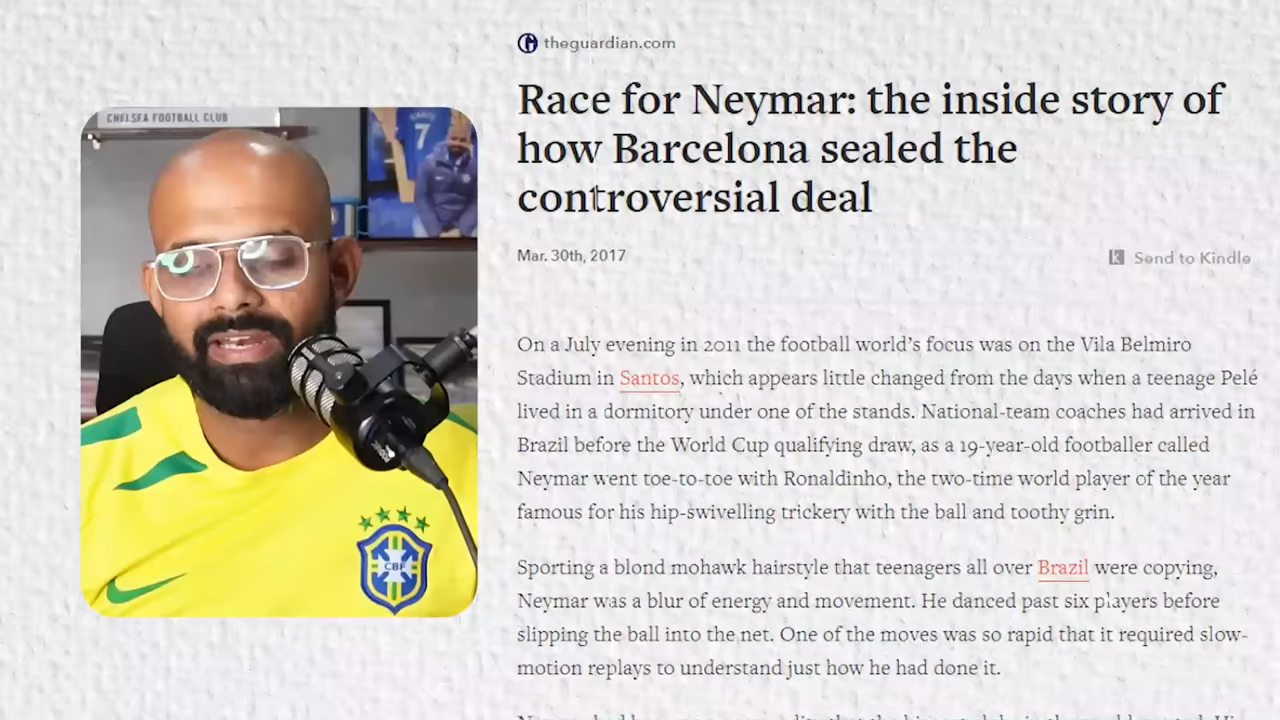 theguardian.com
Race for Neymar: the inside story of
how Barcelona sealed the
controversial deal
Mar. 30th, 2017
Send to Kindle
On a July evening in 2011 the football world's focus was on the Vila Belmiro
Stadium in Santos, which appears little changed from the days when a teenage Pelé
lived in a dormitory under one of the stands. National-team coaches had arrived in
Brazil before the World Cup qualifying draw, as a 19-year-old footballer called
Neymar went toe-to-toe with Ronaldinho, the two-time world player of the year
famous for his hip-swivelling trickery with the ball and toothy grin.
Sporting a blond mohawk hairstyle that teenagers all over Brazil were copying,
Neymar was a blur of energy and movement. He danced past six players before
slipping the ball into the net. One of the moves was so rapid that it required slow-
motion replays to understand just how he had done it.
CHELSEA FOOTBALL CLUB
7
CBF